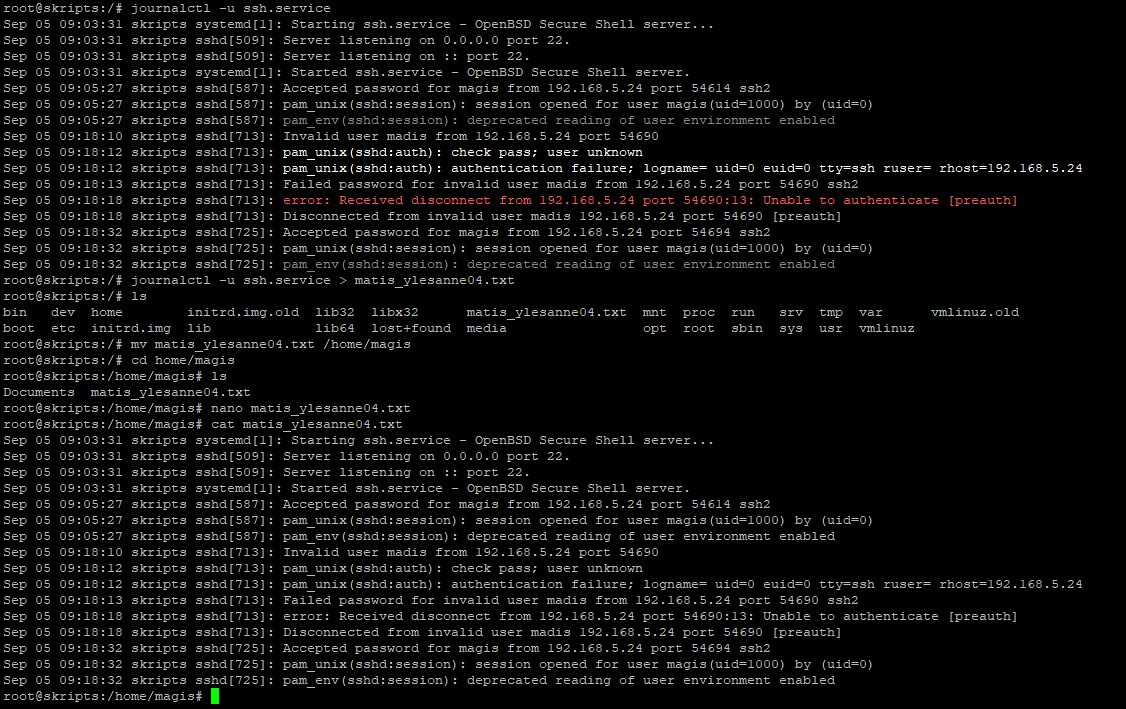 root@skripts:/# journalctl -u ssh.service
Sep 05 09:03:31 skripts systemd[1]: Starting ssh.service - OpenBSD Secure Shell server...
Sep 05 09:03:31 skripts sshd[509]: Server listening on 0.0.0.0 port 22.
Sep 05 09:03:31 skripts sshd[509]: Server listening on :: port 22.
Sep 05 09:03:31 skripts systemd[1]: Started ssh.service - OpenBSD Secure Shell server.
Sep 05 09:05:27 skripts sshd[587]: Accepted password for magis from 192.168.5.24 port 54614 ssh2
Sep 05 09:05:27 skripts sshd[587]: pam_unix(sshd:session): session opened for user magis(uid=1000) by (uid=0)
Sep 05 09:05:27 skripts sshd[587]: pam_env(sshd:session): deprecated reading of user environment enabled
Sep 05 09:18:10 skripts sshd[713]: Invalid user madis from 192.168.5.24 port 54690
Sep 05 09:18:12 skripts sshd[713]: pam_unix(sshd:auth): check pass; user unknown
Sep 05 09:18:12 skripts sshd[713]: pam_unix(sshd:auth): authentication failure; logname= uid=0 euid=0 tty=ssh ruser= rhost=192.168.5.24
Sep 05 09:18:13 skripts sshd[713]: Failed password for invalid user madis from 192.168.5.24 port 54690 ssh2
Sep 05 09:18:18 skripts sshd[713]: error: Received disconnect from 192.168.5.24 port 54690:13: Unable to authenticate [preauth]
Sep 05 09:18:18 skripts sshd[713]: Disconnected from invalid user madis 192.168.5.24 port 54690 [preauth]
Sep 05 09:18:32 skripts sshd[725]: Accepted password for magis from 192.168.5.24 port 54694 ssh2
Sep 05 09:18:32 skripts sshd[725]: pam_unix(sshd:session): session opened for user magis(uid=1000) by (uid=0)
Sep 05 09:18:32 skripts sshd[725]: pam_env(sshd:session): deprecated reading of user environment enabled
root@skripts:/# journalctl -u ssh.service > matis_ylesanne04.txt
root@skripts:/# ls
bin dev home initrd.img.old lib32 libx32 matis_ylesanne04.txt mnt proc run srv tmp var vmlinuz.old
boot etc initrd.img lib lib64 lost+found media opt root sbin sys usr vmlinuz
root@skripts:/# mv matis_ylesanne04.txt /home/magis
root@skripts:/# cd home/magis
root@skripts:/home/magis# ls
Documents matis_ylesanne04.txt
root@skripts:/home/magis# nano matis_ylesanne04.txt
root@skripts:/home/magis# cat matis_ylesanne04.txt
Sep 05 09:03:31 skripts systemd[1]: Starting ssh.service - OpenBSD Secure Shell server...
Sep 05 09:03:31 skripts sshd[509]: Server listening on 0.0.0.0 port 22.
Sep 05 09:03:31 skripts sshd[509]: Server listening on :: port 22.
Sep 05 09:03:31 skripts systemd[1]: Started ssh.service - OpenBSD Secure Shell server.
Sep 05 09:05:27 skripts sshd[587]: Accepted password for magis from 192.168.5.24 port 54614 ssh2
Sep 05 09:05:27 skripts sshd[587]: pam_unix(sshd:session): session opened for user magis(uid=1000) by (uid=0)
Sep 05 09:05:27 skripts sshd[587]: pam_env(sshd:session): deprecated reading of user environment enabled
Sep 05 09:18:10 skripts sshd[713]: Invalid user madis from 192.168.5.24 port 54690
Sep 05 09:18:12 skripts sshd[713]: pam_unix(sshd:auth): check pass; user unknown
Sep 05 09:18:12 skripts sshd[713]: pam_unix(sshd:auth): authentication failure; logname= uid=0 euid=0 tty=ssh ruser= rhost=192.168.5.24
Sep 05 09:18:13 skripts sshd[713]: Failed password for invalid user madis from 192.168.5.24 port 54690 ssh2
Sep 05 09:18:18 skripts sshd[713]: error: Received disconnect from 192.168.5.24 port 54690:13: Unable to authenticate [preauth]
Sep 05 09:18:18 skripts sshd[713]: Disconnected from invalid user madis 192.168.5.24 port 54690 [preauth]
Sep 05 09:18:32 skripts sshd[725]: Accepted password for magis from 192.168.5.24 port 54694 ssh2
Sep 05 09:18:32 skripts sshd[725]: pam_unix(sshd:session): session opened for user magis(uid=1000) by (uid=0)
Sep 05 09:18:32 skripts sshd[725]: pam_env(sshd:session): deprecated reading of user environment enabled
root@skripts:/home/magis#